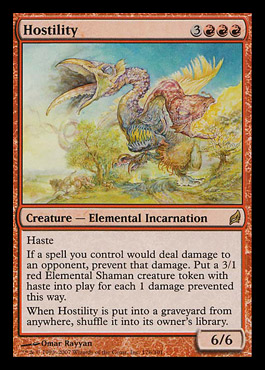 Hostility 3
Creature — Elemental Incarnation
Haste
If a spell you control would deal damage to
an opponent, prevent that damage. Put a 3/1
red Elemental Shaman creature token with
haste into play for each 1 damage prevented
this way.
When Hostility is put into a graveyard from
anywhere, shuffle it into its owner's library.
Omar Rayyan
6/6